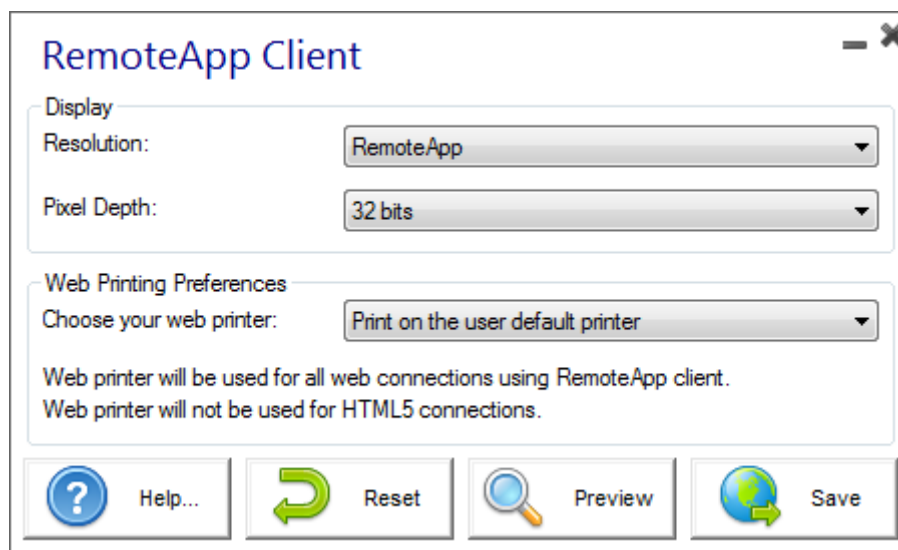 RemoteApp Client
Display
Resolution:
RemoteApp
Pixel Depth:
32 bits
Web Printing Preferences
Choose your web printer:
Print on the user default printer
Web printer will be used for all web connections using RemoteApp client.
Web printer will not be used for HTML5 connections.
Help...
Reset
Preview
Save